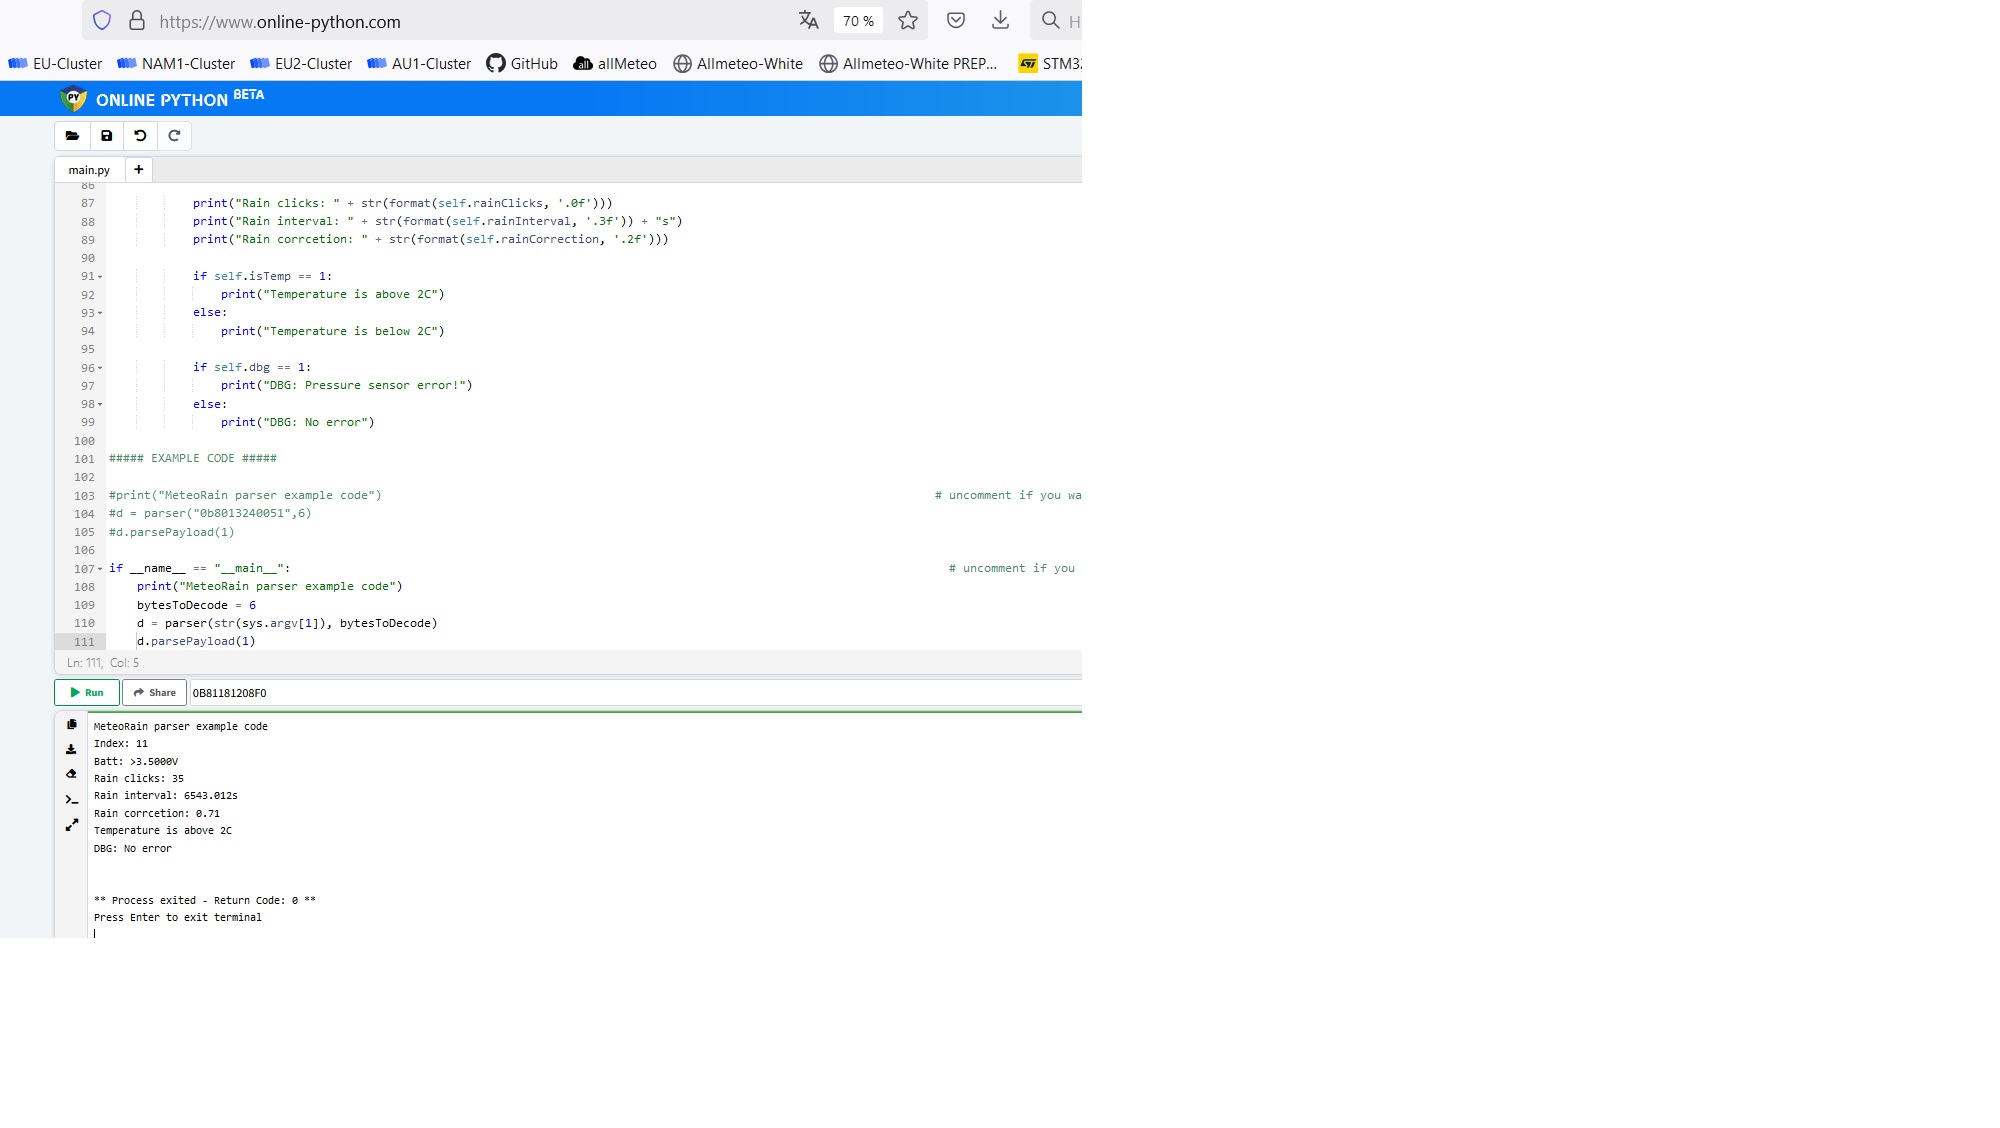 https://www.online-python.com 70 % H
EU-Cluster NAM1-Cluster EU2-Cluster AU1-Cluster GitHub all allMeteo Allmeteo-White Allmeteo-White PREP... ST STM32
PY ONLINE PYTHON BETA
main.py +
86
87 print("Rain clicks: " + str(format(self.rainClicks, '.0f')))
88 print("Rain interval: " + str(format(self.rainInterval, '.3f')) + "s")
89 print("Rain corrcetion: " + str(format(self.rainCorrection, '.2f')))
90
91 if self.isTemp == 1:
92 print("Temperature is above 2C")
93 else:
94 print("Temperature is below 2C")
95
96 if self.dbg == 1:
97 print("DBG: Pressure sensor error!")
98 else:
99 print("DBG: No error")
100
101 ##### EXAMPLE CODE #####
102
103 #print("MeteoRain parser example code") # uncomment if you wa
104 #d = parser("0b8013240051",6)
105 #d.parsePayload(1)
106
107 if __name__ == "__main__": # uncomment if you
108 print("MeteoRain parser example code")
109 bytesToDecode = 6
110 d = parser(str(sys.argv[1]), bytesToDecode)
111 d.parsePayload(1)
Ln: 111, Col: 5
Run Share 0B81181208F0
MeteoRain parser example code
Index: 11
Batt: >3.5000V
Rain clicks: 35
Rain interval: 6543.012s
Rain corrcetion: 0.71
Temperature is above 2C
DBG: No error
** Process exited - Return Code: 0 **
Press Enter to exit terminal